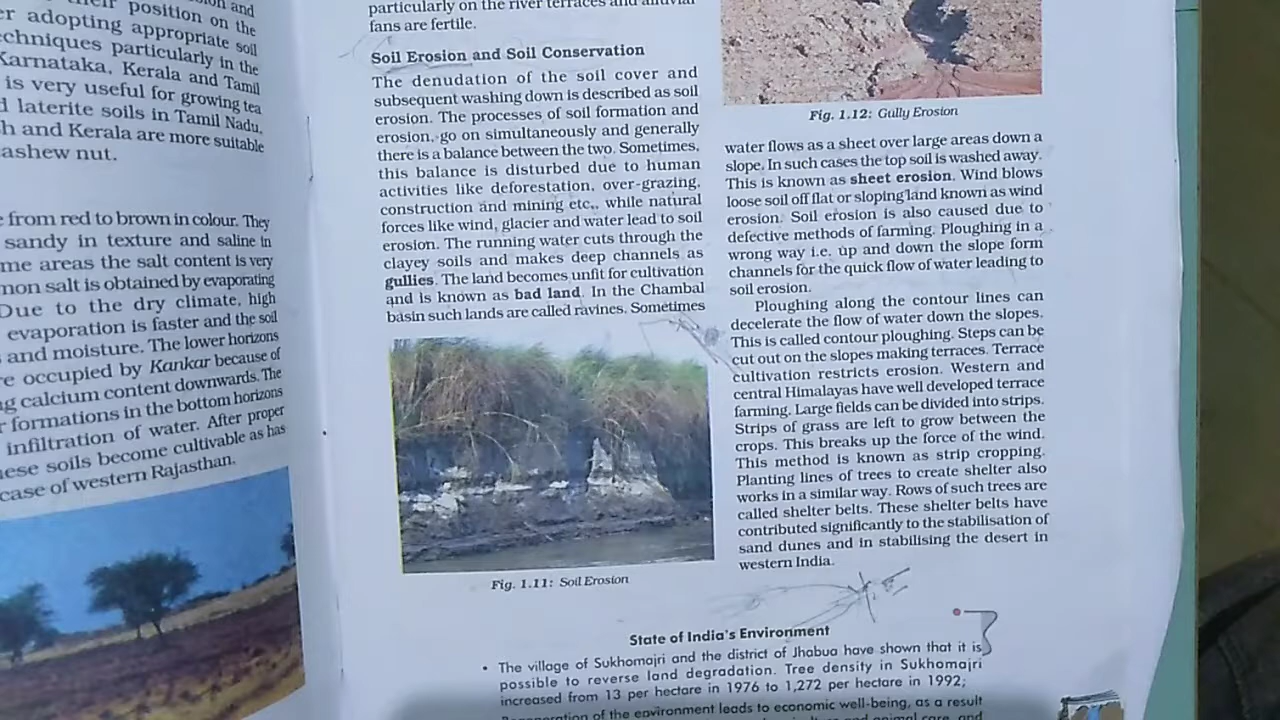 and
their position on the
adopting appropriate soil
techniques particularly in the
Karnataka, Kerala and Tamil
is very useful for growing tea
laterite soils in Tamil Nadu,
and Kerala are more suitable
cashew nut.
from red to brown in colour. They
sandy in texture and saline in
some areas the salt content is very
common salt is obtained by evaporating
Due to the dry climate, high
evaporation is faster and the soil
and moisture. The lower horizons
occupied by Kankar because of
calcium content downwards. The
formations in the bottom horizons
infiltration of water. After proper
these soils become cultivable as has
case of western Rajasthan.
particularly on the river terraces and alluvial
fans are fertile.
Soil Erosion and Soil Conservation
The denudation of the soil cover and
subsequent washing down is described as soil
erosion. The processes of soil formation and
erosion, go on simultaneously and generally
there is a balance between the two. Sometimes,
this balance is disturbed due to human
activities like deforestation, over-grazing,
construction and mining etc., while natural
forces like wind, glacier and water lead to soil
erosion. The running water cuts through the
clayey soils and makes deep channels as
gullies. The land becomes unfit for cultivation
and is known as bad land. In the Chambal
basin such lands are called ravines. Sometimes
Fig. 1.11: Soil Erosion
Fig. 1.12: Gully Erosion
water flows as a sheet over large areas down a
slope. In such cases the top soil is washed away.
This is known as sheet erosion. Wind blows
loose soil off flat or sloping land known as wind
erosion. Soil erosion is also caused due to
defective methods of farming. Ploughing in a
wrong way i.e. up and down the slope form
channels for the quick flow of water leading to
soil erosion.
Ploughing along the contour lines can
decelerate the flow of water down the slopes.
This is called contour ploughing. Steps can be
cut out on the slopes making terraces. Terrace
cultivation restricts erosion. Western and
central Himalayas have well developed terrace
farming. Large fields can be divided into strips.
Strips of grass are left to grow between the
crops. This breaks up the force of the wind.
This method is known as strip cropping.
Planting lines of trees to create shelter also
works in a similar way. Rows of such trees are
called shelter belts. These shelter belts have
contributed significantly to the stabilisation of
sand dunes and in stabilising the desert in
western India.
State of India's Environment
• The village of Sukhomajri and the district of Jhabua have shown that it is
possible to reverse land degradation. Tree density in Sukhomajri
increased from 13 per hectare in 1976 to 1,272 per hectare in 1992;
Regeneration of the environment leads to economic well-being, as a result
animal care, and